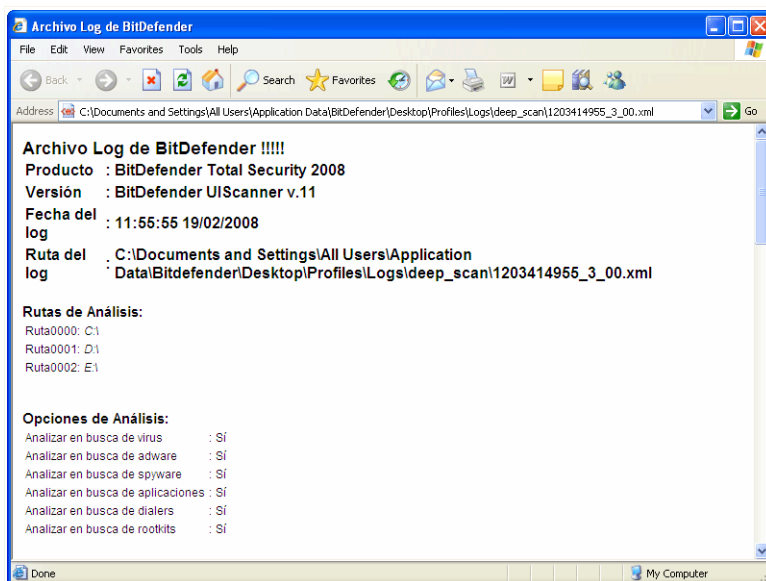 Archivo Log de BitDefender
File Edit View Favorites Tools Help
Back Search Favorites
Address C:\Documents and Settings\All Users\Application Data\BitDefender\Desktop\Profiles\Logs\deep_scan\1203414955_3_00.xml Go
Archivo Log de BitDefender !!!!!
Producto : BitDefender Total Security 2008
Versión : BitDefender UIScanner v.11
Fecha del
log : 11:55:55 19/02/2008
Ruta del
log : C:\Documents and Settings\All Users\Application
Data\Bitdefender\Desktop\Profiles\Logs\deep_scan\1203414955_3_00.xml
Rutas de Análisis:
Ruta0000: C:\
Ruta0001: D:\
Ruta0002: E:\
Opciones de Análisis:
Analizar en busca de virus : Sí
Analizar en busca de adware : Sí
Analizar en busca de spyware : Sí
Analizar en busca de aplicaciones : Sí
Analizar en busca de dialers : Sí
Analizar en busca de rootkits : Sí
Done My Computer